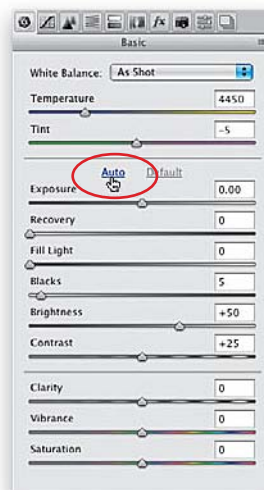 fx
Basic
White Balance: As Shot
Temperature 4450
Tint -5
Auto Default
Exposure 0.00
Recovery 0
Fill Light 0
Blacks 5
Brightness +50
Contrast +25
Clarity 0
Vibrance 0
Saturation 0